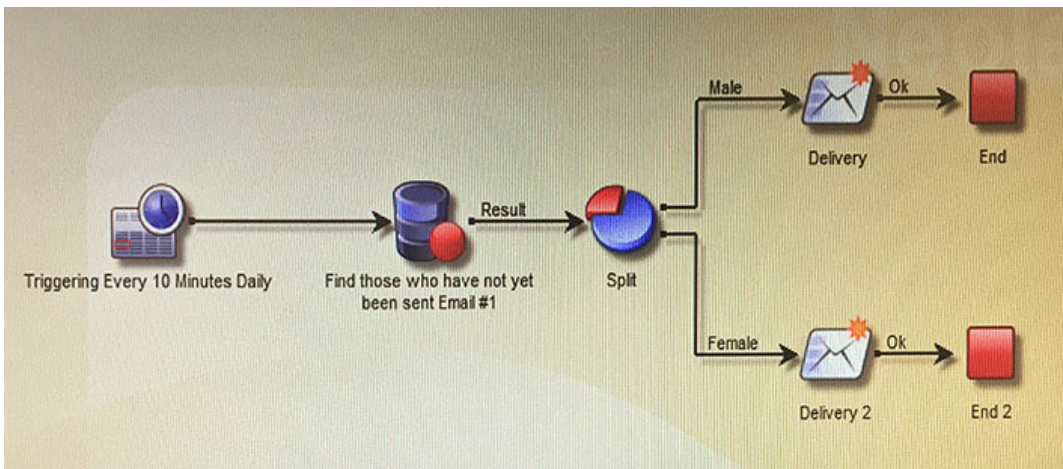 Triggering Every 10 Minutes Daily
Find those who have not yet
been sent Email #1
Result
Split
Male
Delivery
Ok
End
Female
Delivery 2
Ok
End 2